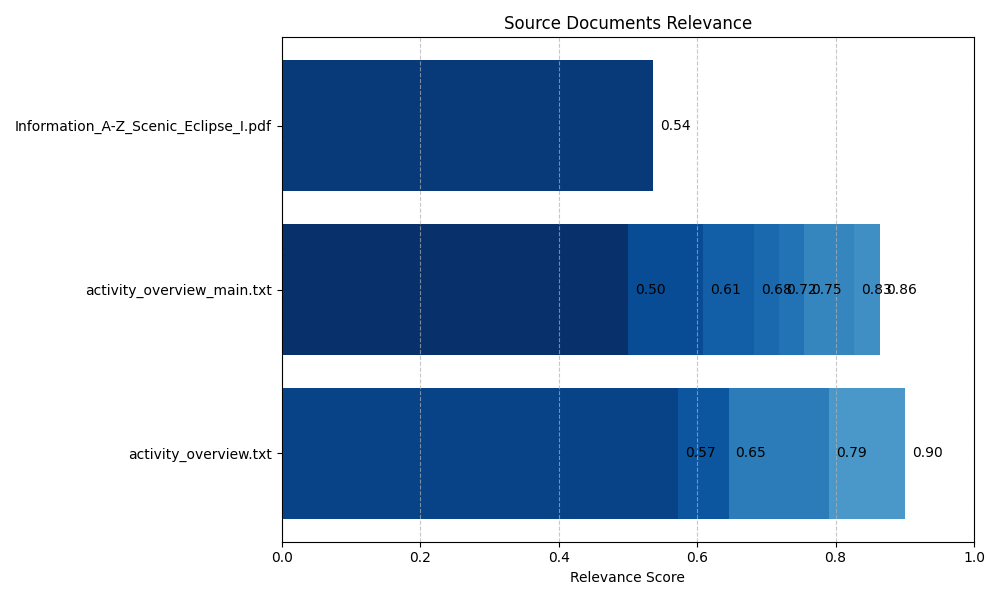 Source Documents Relevance
Information_A-Z_Scenic_Eclipse_I.pdf
0.54
activity_overview_main.txt
0.50 0.61 0.68 0.72 0.75 0.83 0.86
activity_overview.txt
0.57 0.65 0.79 0.90
0.0 0.2 0.4 0.6 0.8 1.0
Relevance Score